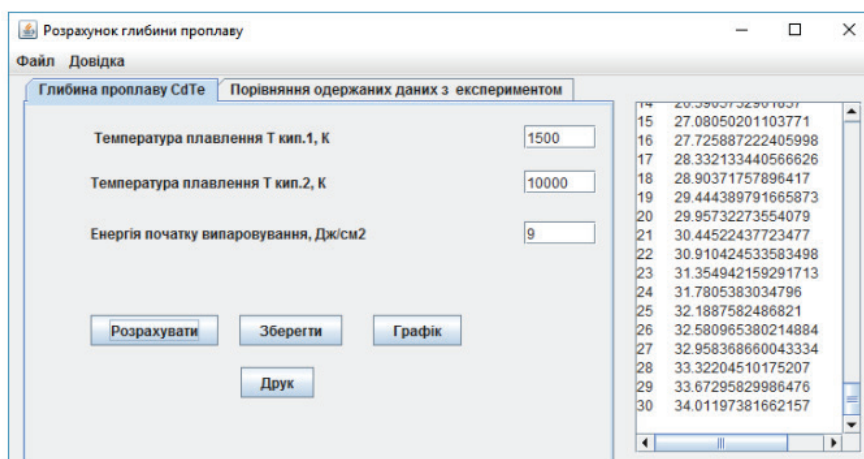 Розрахунок глибини проплаву
Файл Довідка
Глибина проплаву CdTe Порівняння одержаних даних з експериментом
Температура плавлення Т кип.1, К 1500
Температура плавлення Т кип.2, К 10000
Енергія початку випаровування, Дж/см2 9
Розрахувати Зберегти Графік
Друк
15 27.08050201103771
16 27.725887222405998
17 28.332133440566626
18 28.90371757896417
19 29.444389791665873
20 29.95732273554079
21 30.44522437723477
22 30.910424533583498
23 31.354942159291713
24 31.7805383034796
25 32.1887582486821
26 32.580965380214884
27 32.958368660043334
28 33.32204510175207
29 33.67295829986476
30 34.01197381662157